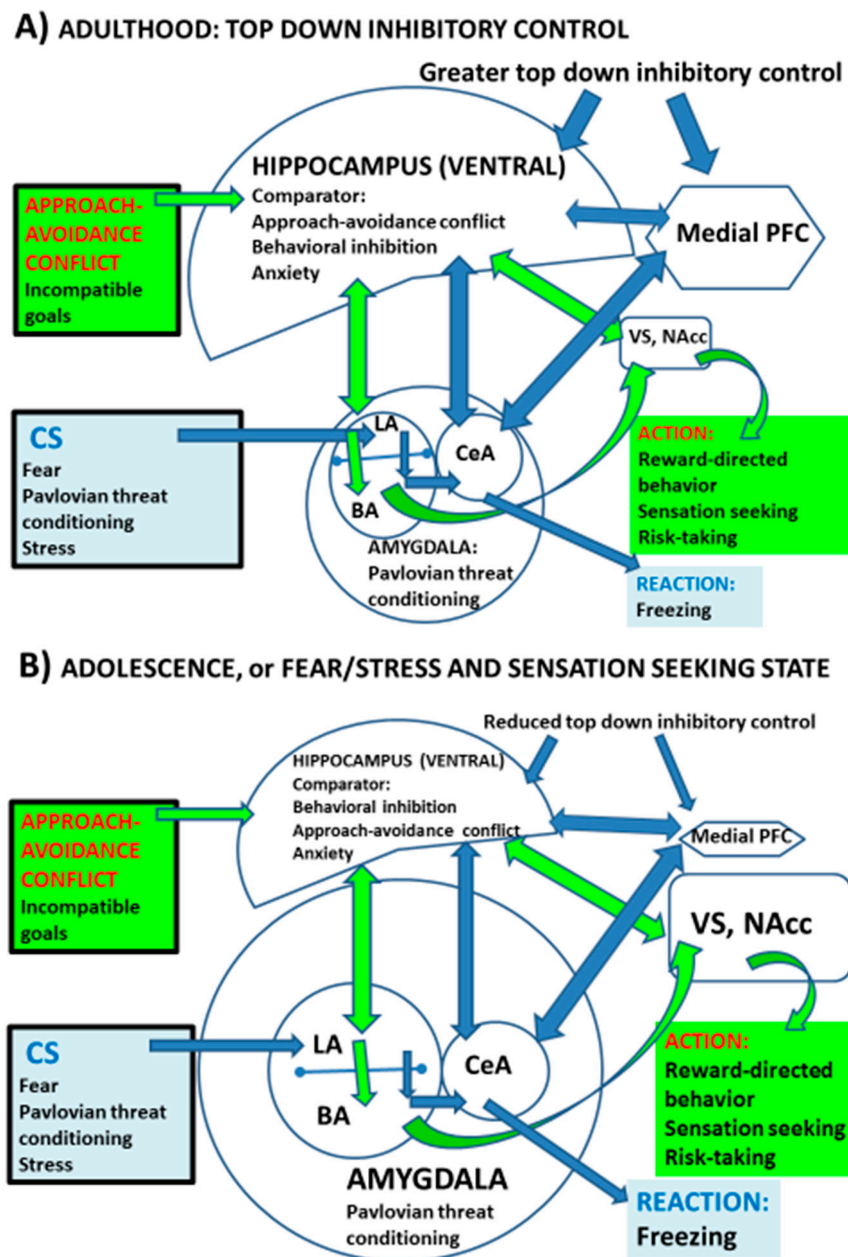 A) ADULTHOOD: TOP DOWN INHIBITORY CONTROL
Greater top down inhibitory control
HIPPOCAMPUS (VENTRAL)
Comparator:
Approach-avoidance conflict
Behavioral inhibition
Anxiety
APPROACH-
AVOIDANCE
CONFLICT
Incompatible
goals
Medial PFC
VS, NAcc
CS
Fear
Pavlovian threat
conditioning
Stress
LA
CeA
BA
AMYGDALA:
Pavlovian threat
conditioning
ACTION:
Reward-directed
behavior
Sensation seeking
Risk-taking
REACTION:
Freezing
B) ADOLESCENCE, or FEAR/STRESS AND SENSATION SEEKING STATE
Reduced top down inhibitory control
HIPPOCAMPUS (VENTRAL)
Comparator:
Behavioral inhibition
Approach-avoidance conflict
Anxiety
APPROACH-
AVOIDANCE
CONFLICT
Incompatible
goals
Medial PFC
VS, NAcc
CS
Fear
Pavlovian threat
conditioning
Stress
LA
CeA
BA
AMYGDALA
Pavlovian threat
conditioning
ACTION:
Reward-directed
behavior
Sensation seeking
Risk-taking
REACTION:
Freezing